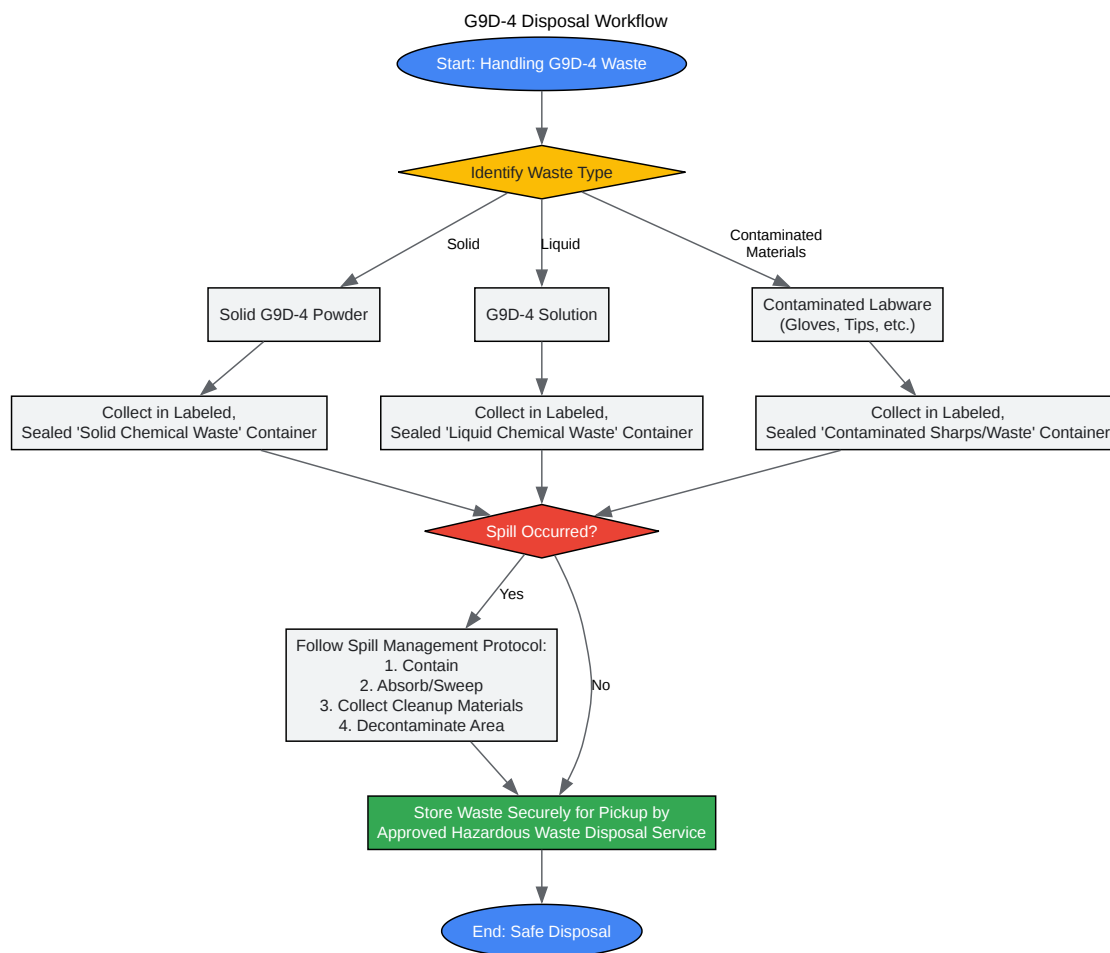 G9D-4 Disposal Workflow
Start: Handling G9D-4 Waste
Identify Waste Type
Solid
Liquid
Contaminated
Materials
Solid G9D-4 Powder
G9D-4 Solution
Contaminated Labware
(Gloves, Tips, etc.)
Collect in Labeled,
Sealed 'Solid Chemical Waste' Container
Collect in Labeled,
Sealed 'Liquid Chemical Waste' Container
Collect in Labeled,
Sealed 'Contaminated Sharps/Waste' Container
Spill Occurred?
Yes
No
Follow Spill Management Protocol:
1. Contain
2. Absorb/Sweep
3. Collect Cleanup Materials
4. Decontaminate Area
Store Waste Securely for Pickup by
Approved Hazardous Waste Disposal Service
End: Safe Disposal